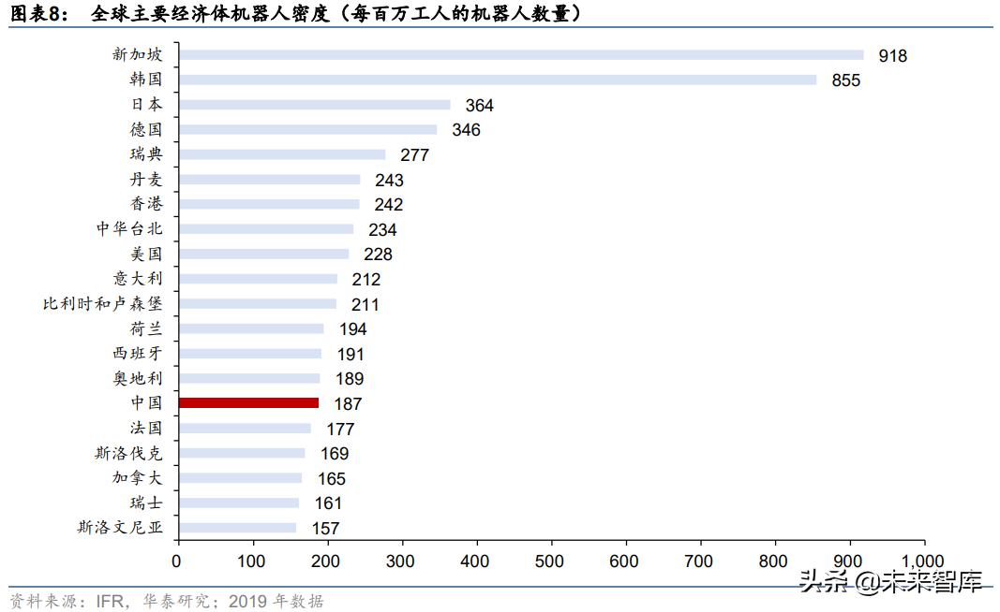 图表8： 全球主要经济体机器人密度（每百万工人的机器人数量）
新加坡 918
韩国 855
日本 364
德国 346
瑞典 277
丹麦 243
香港 242
中华台北 234
美国 228
意大利 212
比利时和卢森堡 211
荷兰 194
西班牙 191
奥地利 189
中国 187
法国 177
斯洛伐克 169
加拿大 165
瑞士 161
斯洛文尼亚 157
0 100 200 300 400 500 600 700 800 900 1,000
头条 @未来智库
资料来源：IFR，华泰研究；2019 年数据